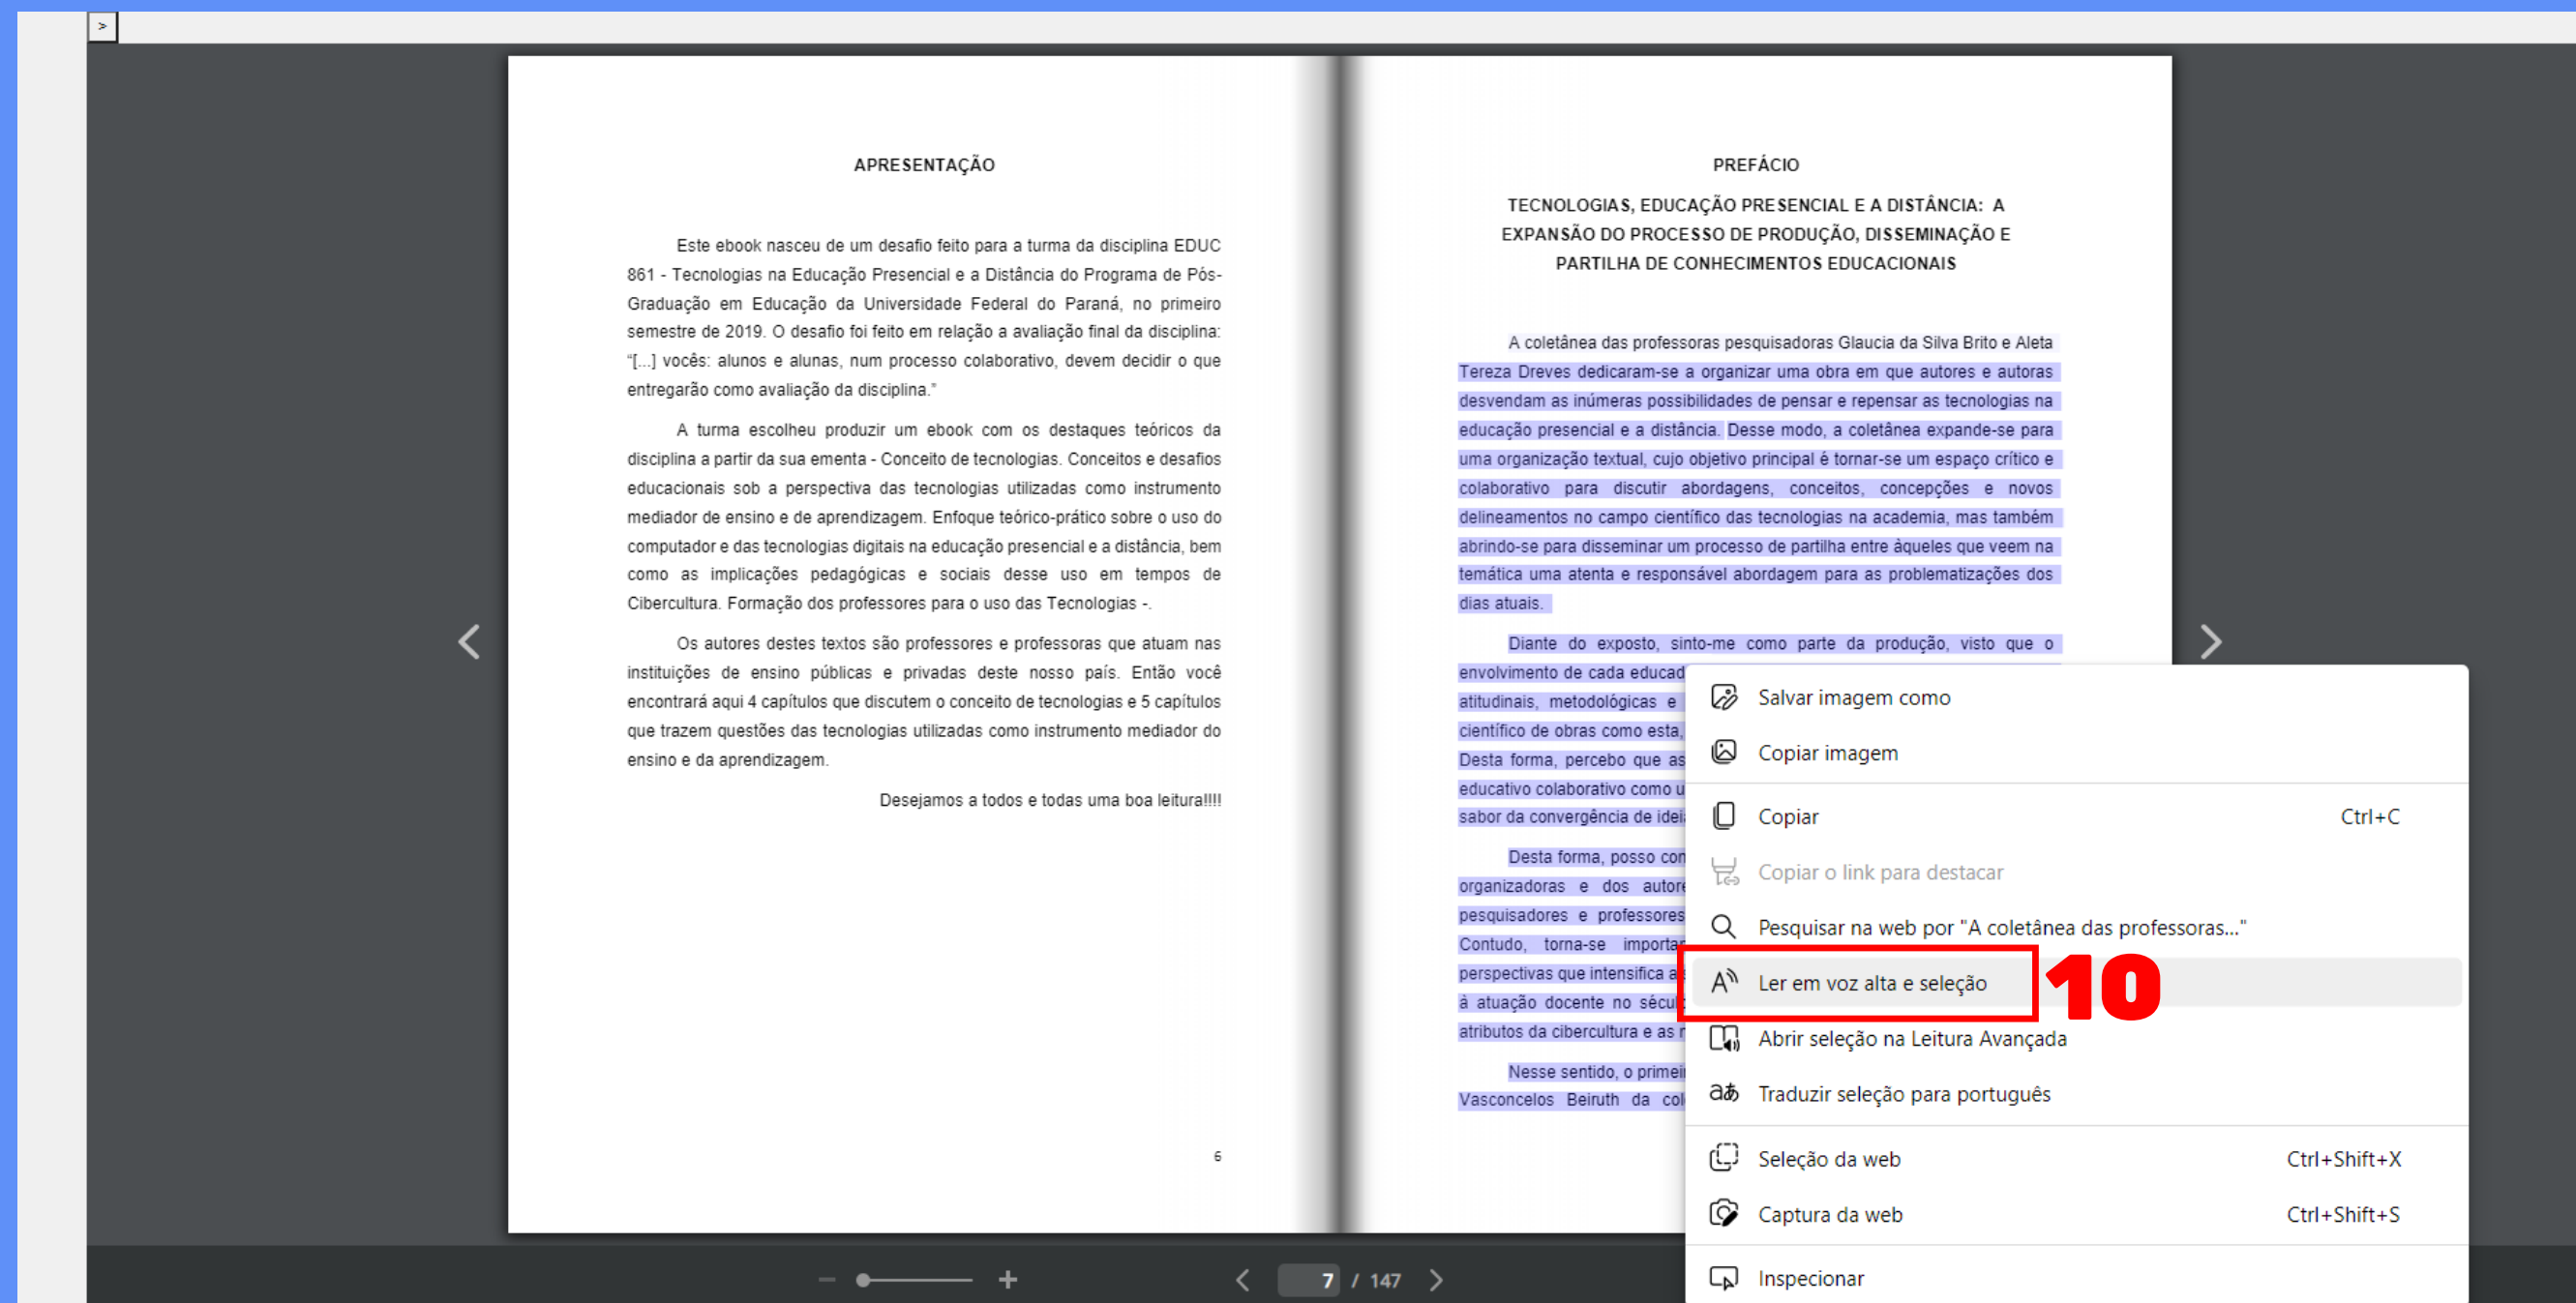 >
APRESENTAÇÃO
Este ebook nasceu de um desafio feito para a turma da disciplina EDUC
861 - Tecnologias na Educação Presencial e a Distância do Programa de Pós-
Graduação em Educação da Universidade Federal do Paraná, no primeiro
semestre de 2019. O desafio foi feito em relação a avaliação final da disciplina:
“[...] vocês: alunos e alunas, num processo colaborativo, devem decidir o que
entregarão como avaliação da disciplina.”
A turma escolheu produzir um ebook com os destaques teóricos da
disciplina a partir da sua ementa - Conceito de tecnologias. Conceitos e desafios
educacionais sob a perspectiva das tecnologias utilizadas como instrumento
mediador de ensino e de aprendizagem. Enfoque teórico-prático sobre o uso do
computador e das tecnologias digitais na educação presencial e a distância, bem
como as implicações pedagógicas e sociais desse uso em tempos de
Cibercultura. Formação dos professores para o uso das Tecnologias -.
Os autores destes textos são professores e professoras que atuam nas
instituições de ensino públicas e privadas deste nosso país. Então você
encontrará aqui 4 capítulos que discutem o conceito de tecnologias e 5 capítulos
que trazem questões das tecnologias utilizadas como instrumento mediador do
ensino e da aprendizagem.
Desejamos a todos e todas uma boa leitura!!!!
6
PREFÁCIO
TECNOLOGIAS, EDUCAÇÃO PRESENCIAL E A DISTÂNCIA: A
EXPANSÃO DO PROCESSO DE PRODUÇÃO, DISSEMINAÇÃO E
PARTILHA DE CONHECIMENTOS EDUCACIONAIS
A coletânea das professoras pesquisadoras Glaucia da Silva Brito e Aleta
Tereza Dreves dedicaram-se a organizar uma obra em que autores e autoras
desvendam as inúmeras possibilidades de pensar e repensar as tecnologias na
educação presencial e a distância. Desse modo, a coletânea expande-se para
uma organização textual, cujo objetivo principal é tornar-se um espaço crítico e
colaborativo para discutir abordagens, conceitos, concepções e novos
delineamentos no campo científico das tecnologias na academia, mas também
abrindo-se para disseminar um processo de partilha entre àqueles que veem na
temática uma atenta e responsável abordagem para as problematizações dos
dias atuais.
Diante do exposto, sinto-me como parte da produção, visto que o
envolvimento de cada educad
atitudinais, metodológicas e
científico de obras como esta,
Desta forma, percebo que as
educativo colaborativo como u
sabor da convergência de idei
Desta forma, posso con
organizadoras e dos autore
pesquisadores e professores
Contudo, torna-se importa
perspectivas que intensifica a
à atuação docente no sécul
atributos da cibercultura e as
Nesse sentido, o primei
Vasconcelos Beiruth da col
Salvar imagem como
Copiar imagem
Copiar Ctrl+C
Copiar o link para destacar
Pesquisar na web por "A coletânea das professoras..."
Ler em voz alta e seleção 10
Abrir seleção na Leitura Avançada
Traduzir seleção para português
Seleção da web Ctrl+Shift+X
Captura da web Ctrl+Shift+S
Inspecionar
7 / 147